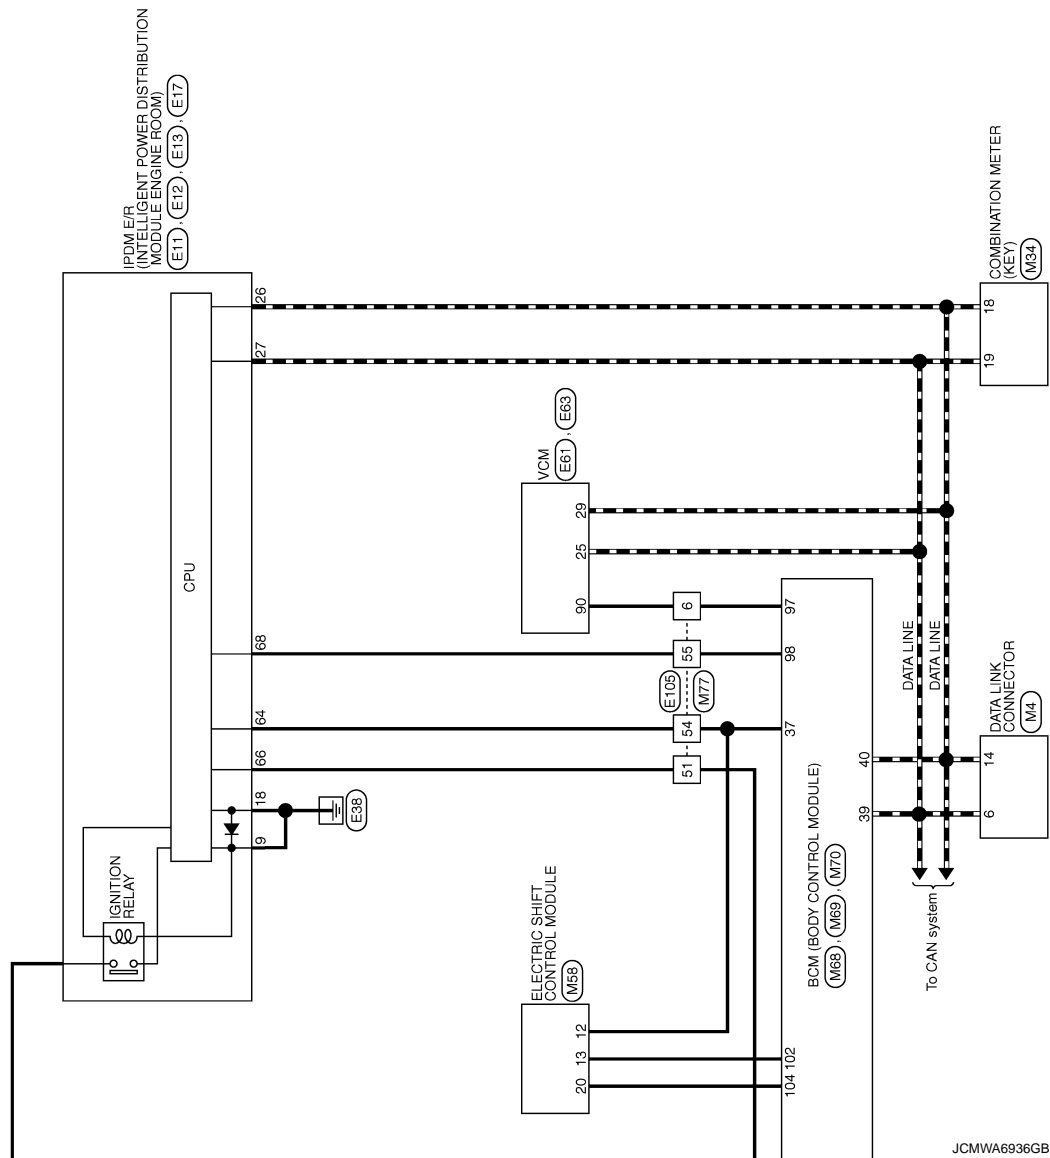 IPDM E/R
(INTELLIGENT POWER DISTRIBUTION
MODULE ENGINE ROOM)
E11 , E12 , E13 , E17
26
27
CPU
68
64
66
18
9
E38
IGNITION
RELAY
VCM
E61 , E63
29
25
90
6
55
E105
M77
54
51
97
98
37
COMBINATION METER
(KEY)
M34
18
19
DATA LINE
DATA LINE
DATA LINK
CONNECTOR
M4
14
6
40
39
BCM (BODY CONTROL MODULE)
M68 , M69 , M70
To CAN system
ELECTRIC SHIFT
CONTROL MODULE
M58
12
13
20
102
104
JCMWA6936GB